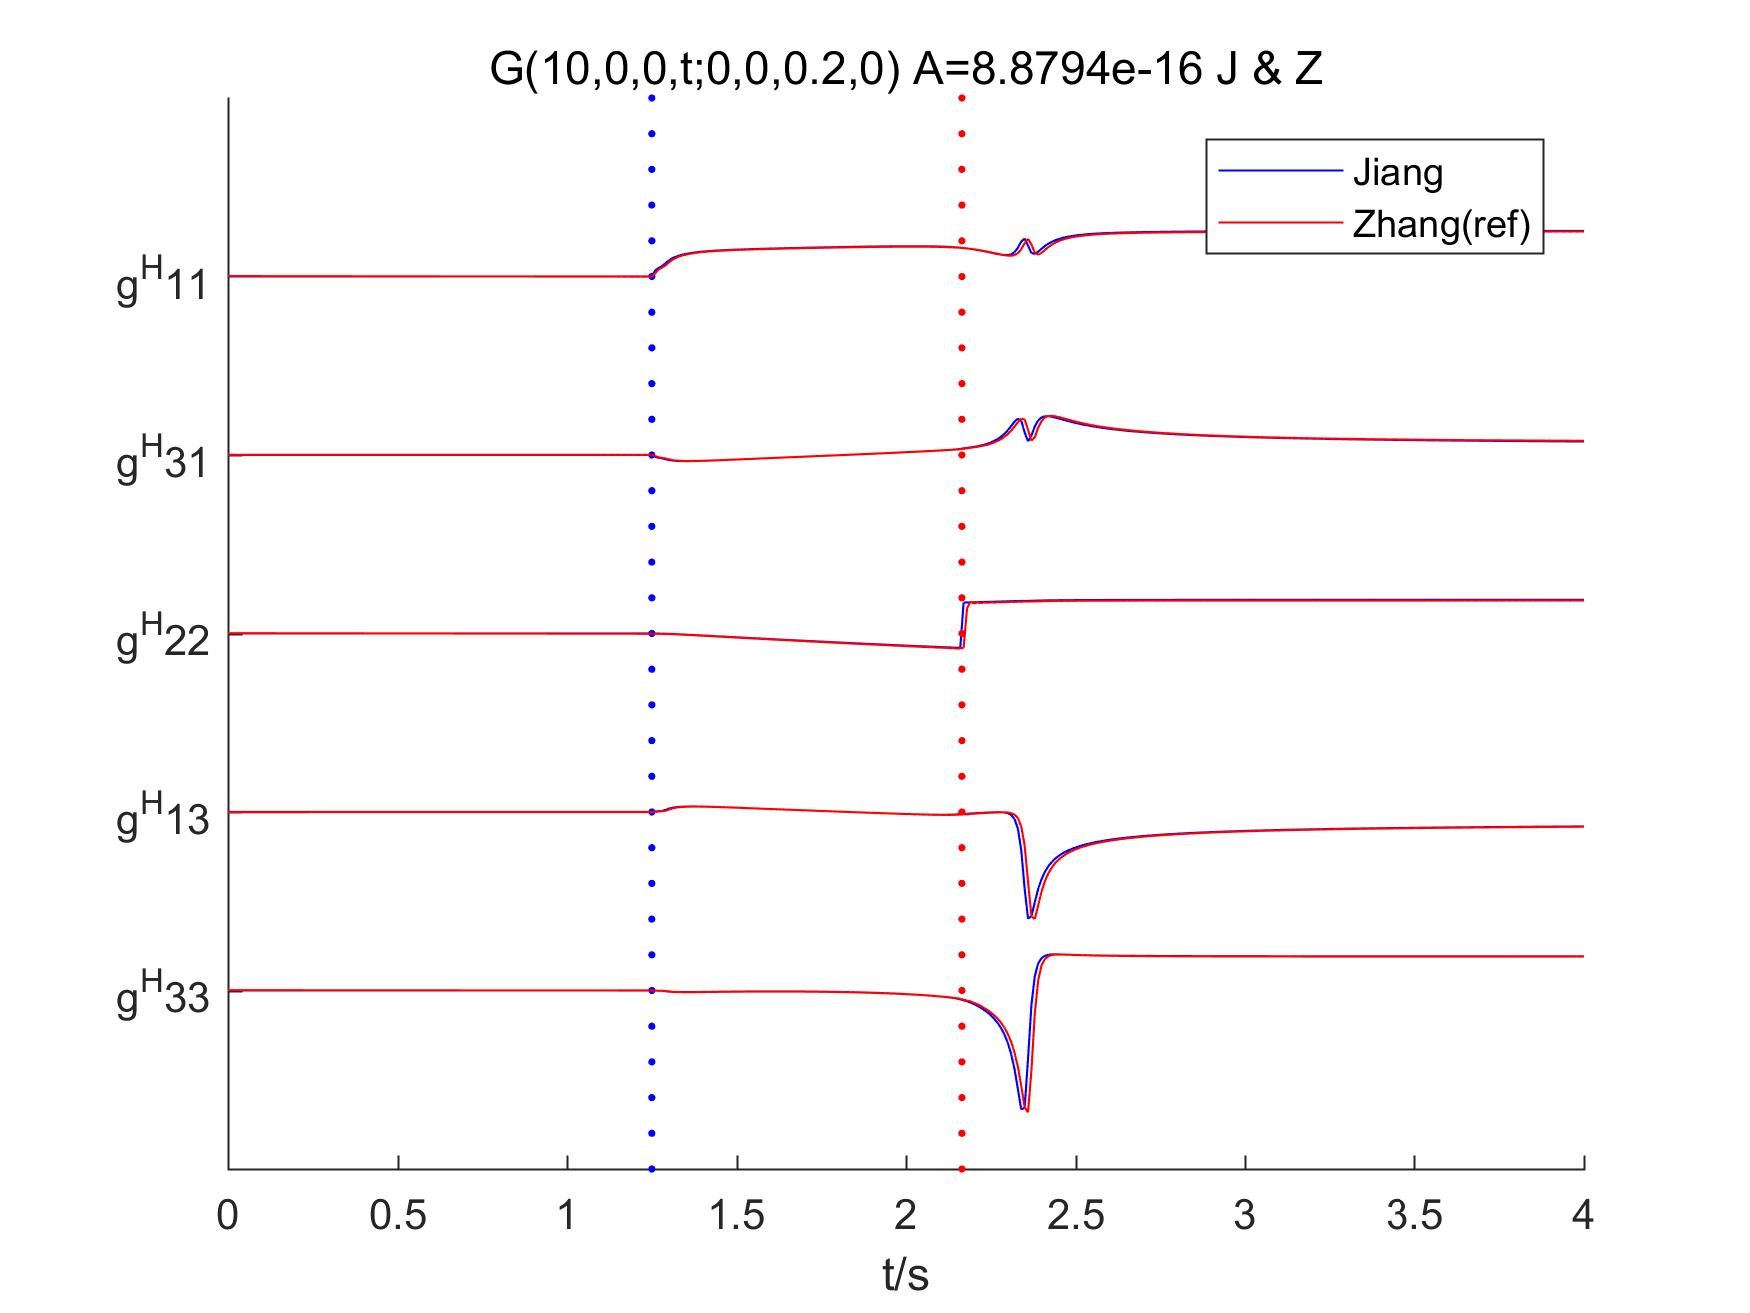 G(10,0,0,t;0,0,0.2,0) A=8.8794e-16 J & Z
Jiang
Zhang(ref)
gH11
gH31
gH22
gH13
gH33
0 0.5 1 1.5 2 2.5 3 3.5 4
t/s